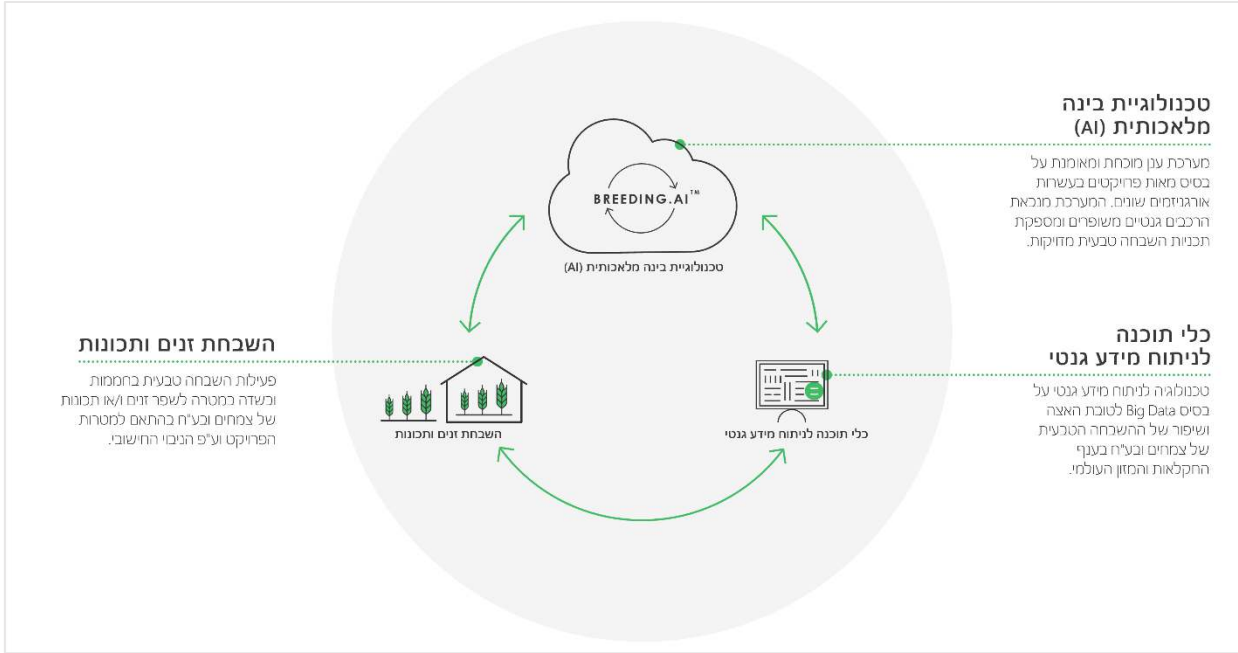 טכנולוגיית בינה
מלאכותית (AI)
מערכת ענן מוכחת ומאומנת על
בסיס מאות פרויקטים בעשרות
אורגניזמים שונים. המערכת מנבאת
הרכבים גנטיים משופרים ומספקת
תכניות השבחה טבעית מדויקות.
BREEDING.AI™
טכנולוגיית בינה מלאכותית (AI)
כלי תוכנה
לניתוח מידע גנטי
טכנולוגיה לניתוח מידע גנטי על
בסיס Big Data לטובת האצה
ושיפור של ההשבחה הטבעית
של צמחים ובע"ח בענף
החקלאות והמזון העולמי.
כלי תוכנה לניתוח מידע גנטי
השבחת זנים ותכונות
פעילות השבחה טבעית בחממות
ובשדה במטרה לשפר זנים ו/או תכונות
של צמחים ובע"ח בהתאם למטרות
הפרויקט וע"פ הניבוי החישובי.
השבחת זנים ותכונות